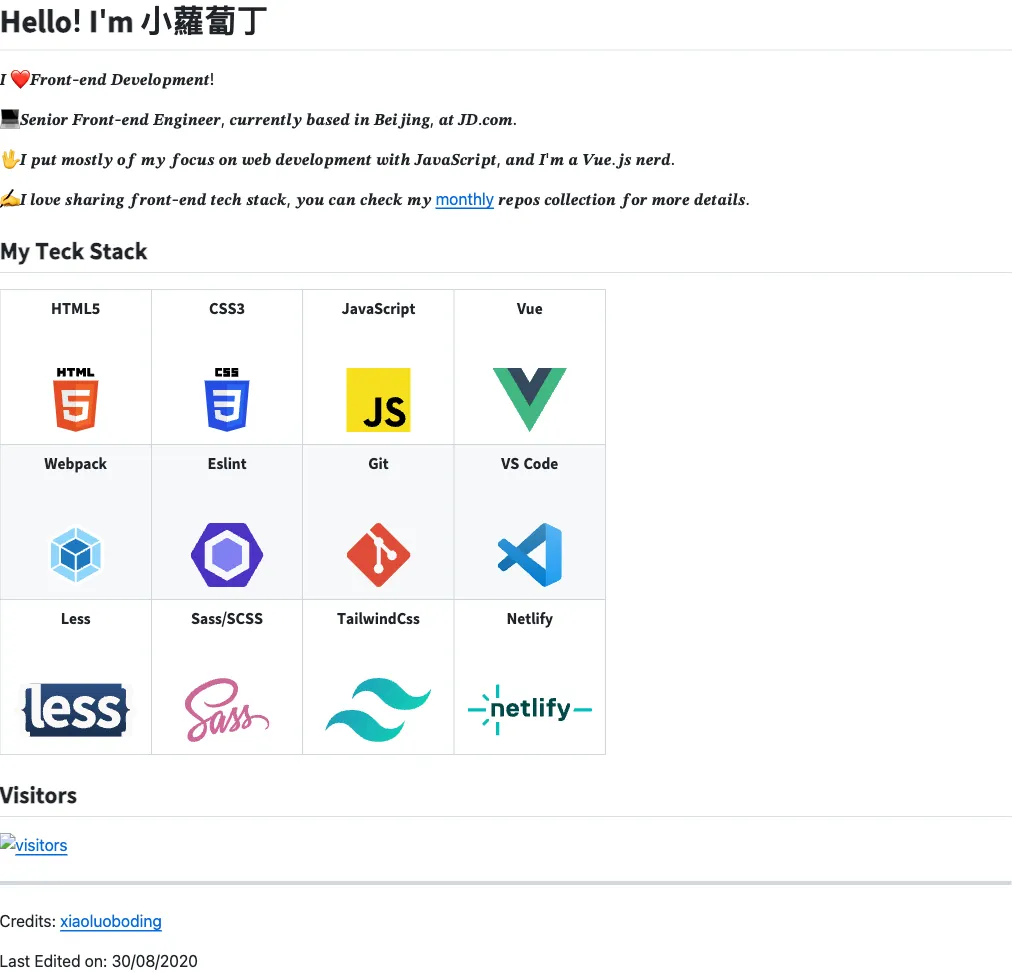 Hello! I'm 小蘿蔔丁
I ❤️Front-end Development!
💻Senior Front-end Engineer, currently based in Beijing, at JD.com.
🖖I put mostly of my focus on web development with JavaScript, and I'm a Vue.js nerd.
✍️I love sharing front-end tech stack, you can check my monthly repos collection for more details.
My Teck Stack
HTML5 CSS3 JavaScript Vue
HTML 5 CSS 3 JS
Webpack Eslint Git VS Code
Less Sass/SCSS TailwindCss Netlify
{less} Sass netlify
Visitors
visitors
Credits: xiaoluoboding
Last Edited on: 30/08/2020